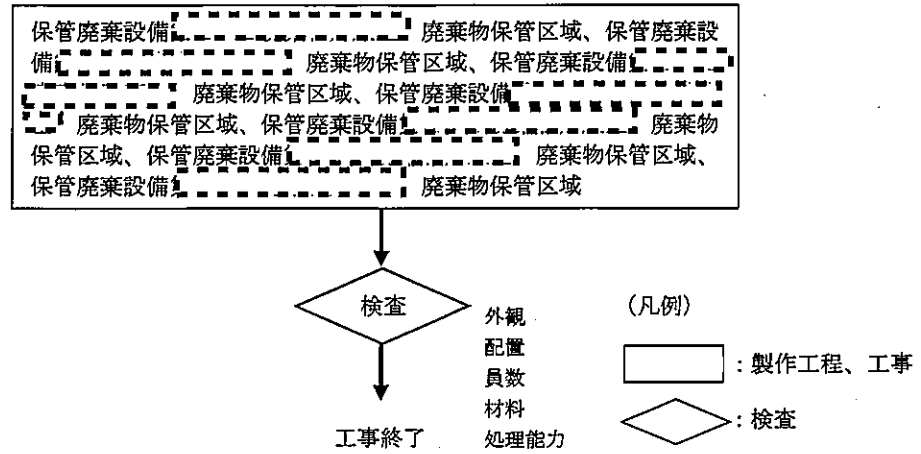 保管廃棄設備 廃棄物保管区域、保管廃棄設
備 廃棄物保管区域、保管廃棄設備
廃棄物保管区域、保管廃棄設備
廃棄物保管区域、保管廃棄設備 廃棄物
保管区域、保管廃棄設備 廃棄物保管区域、
保管廃棄設備 廃棄物保管区域
検査
外観
配置
員数
材料
処理能力
工事終了
(凡例)
:製作工程、工事
:検査